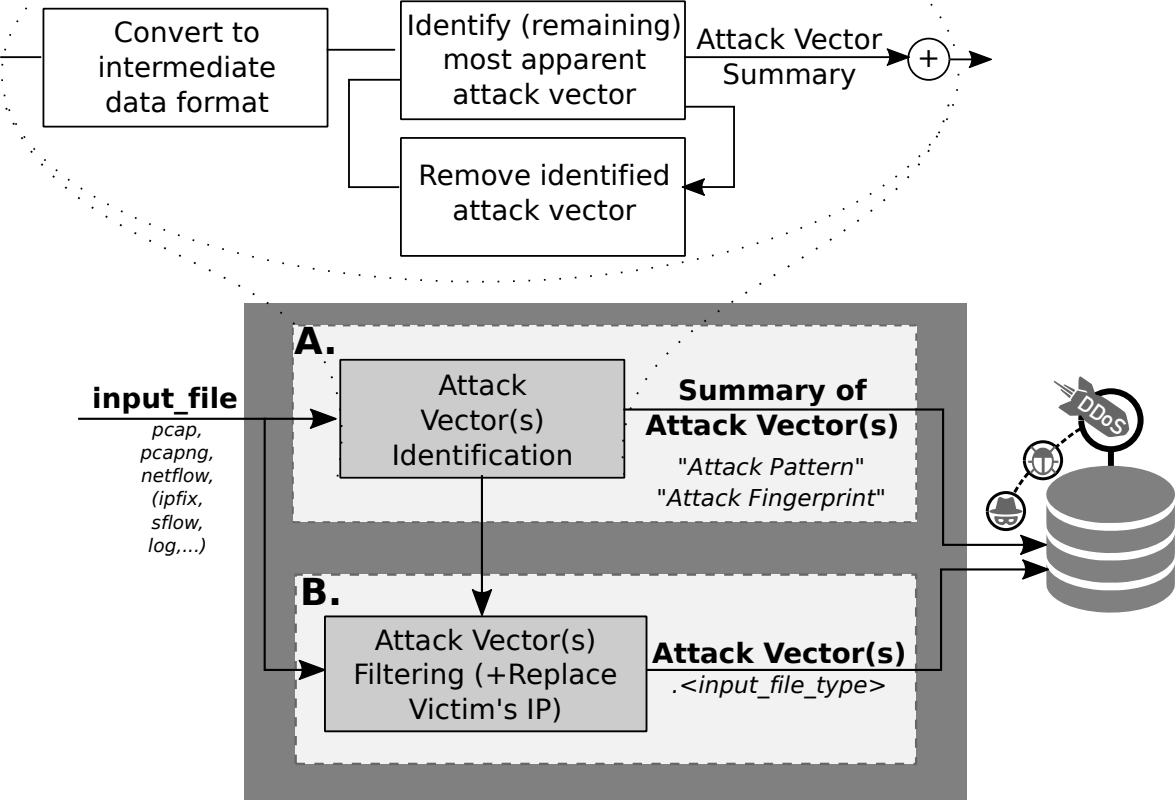 Convert to
intermediate
data format
Identify (remaining)
most apparent
attack vector
Attack Vector
Summary
+
Remove identified
attack vector
A.
input_file
pcap,
pcapng,
netflow,
(ipfix,
sflow,
log,...)
Attack
Vector(s)
Identification
Summary of
Attack Vector(s)
"Attack Pattern"
"Attack Fingerprint"
DDoS
B.
Attack Vector(s)
Filtering (+Replace
Victim's IP)
Attack Vector(s)
.<input_file_type>